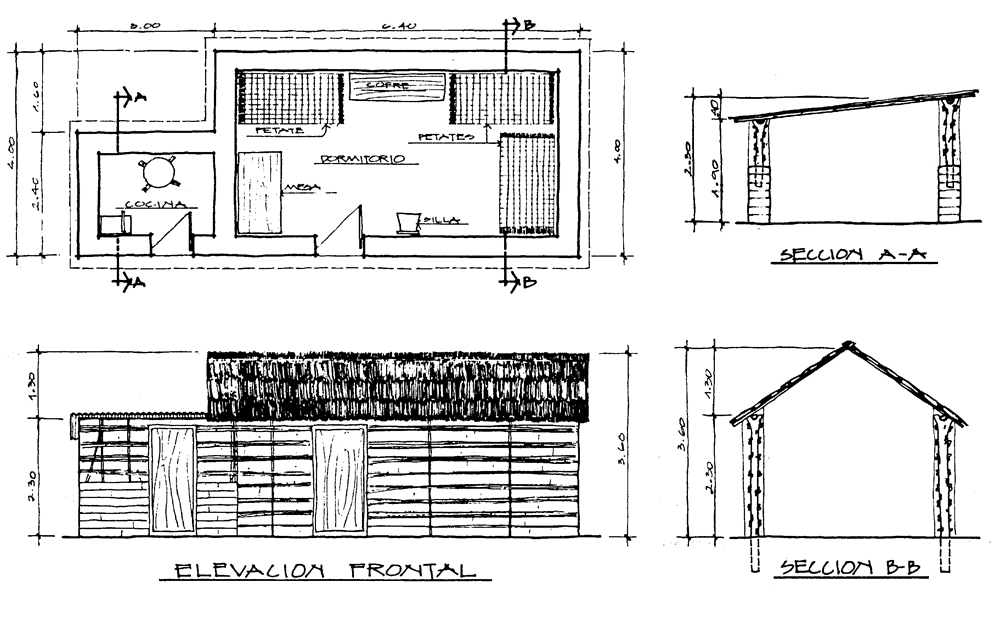 3.00
6.40
B
A
1.60
4.00
2.40
COFRE
PETATE
PETATES
DORMITORIO
MESA
COCINA
SILLA
4.00
A
B
2.30
.40
1.90
SECCION A-A
1.30
2.30
3.60
ELEVACION FRONTAL
3.60
1.30
2.30
SECCION B-B